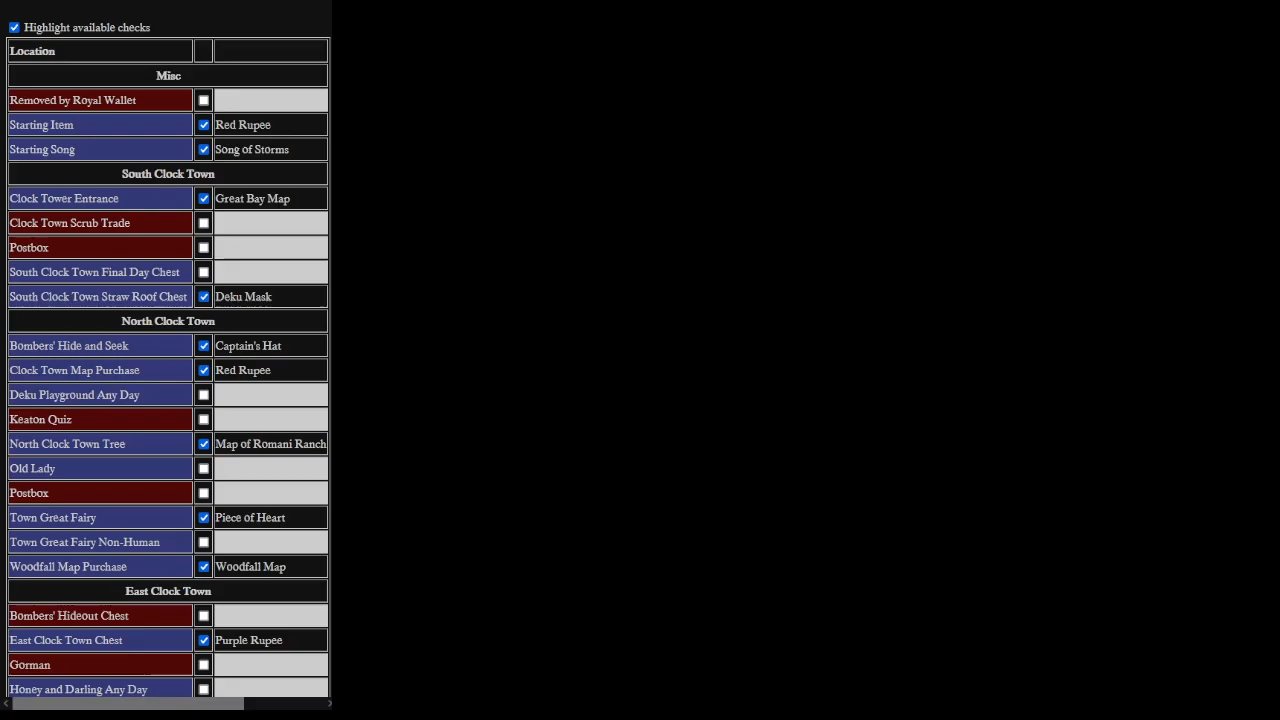 Highlight available checks
Location
Misc
Removed by Royal Wallet
Starting Item Red Rupee
Starting Song Song of Storms
South Clock Town
Clock Tower Entrance Great Bay Map
Clock Town Scrub Trade
Postbox
South Clock Town Final Day Chest
South Clock Town Straw Roof Chest Deku Mask
North Clock Town
Bombers' Hide and Seek Captain's Hat
Clock Town Map Purchase Red Rupee
Deku Playground Any Day
Keaton Quiz
North Clock Town Tree Map of Romani Ranch
Old Lady
Postbox
Town Great Fairy Piece of Heart
Town Great Fairy Non-Human
Woodfall Map Purchase Woodfall Map
East Clock Town
Bombers' Hideout Chest
East Clock Town Chest Purple Rupee
Gorman
Honey and Darling Any Day